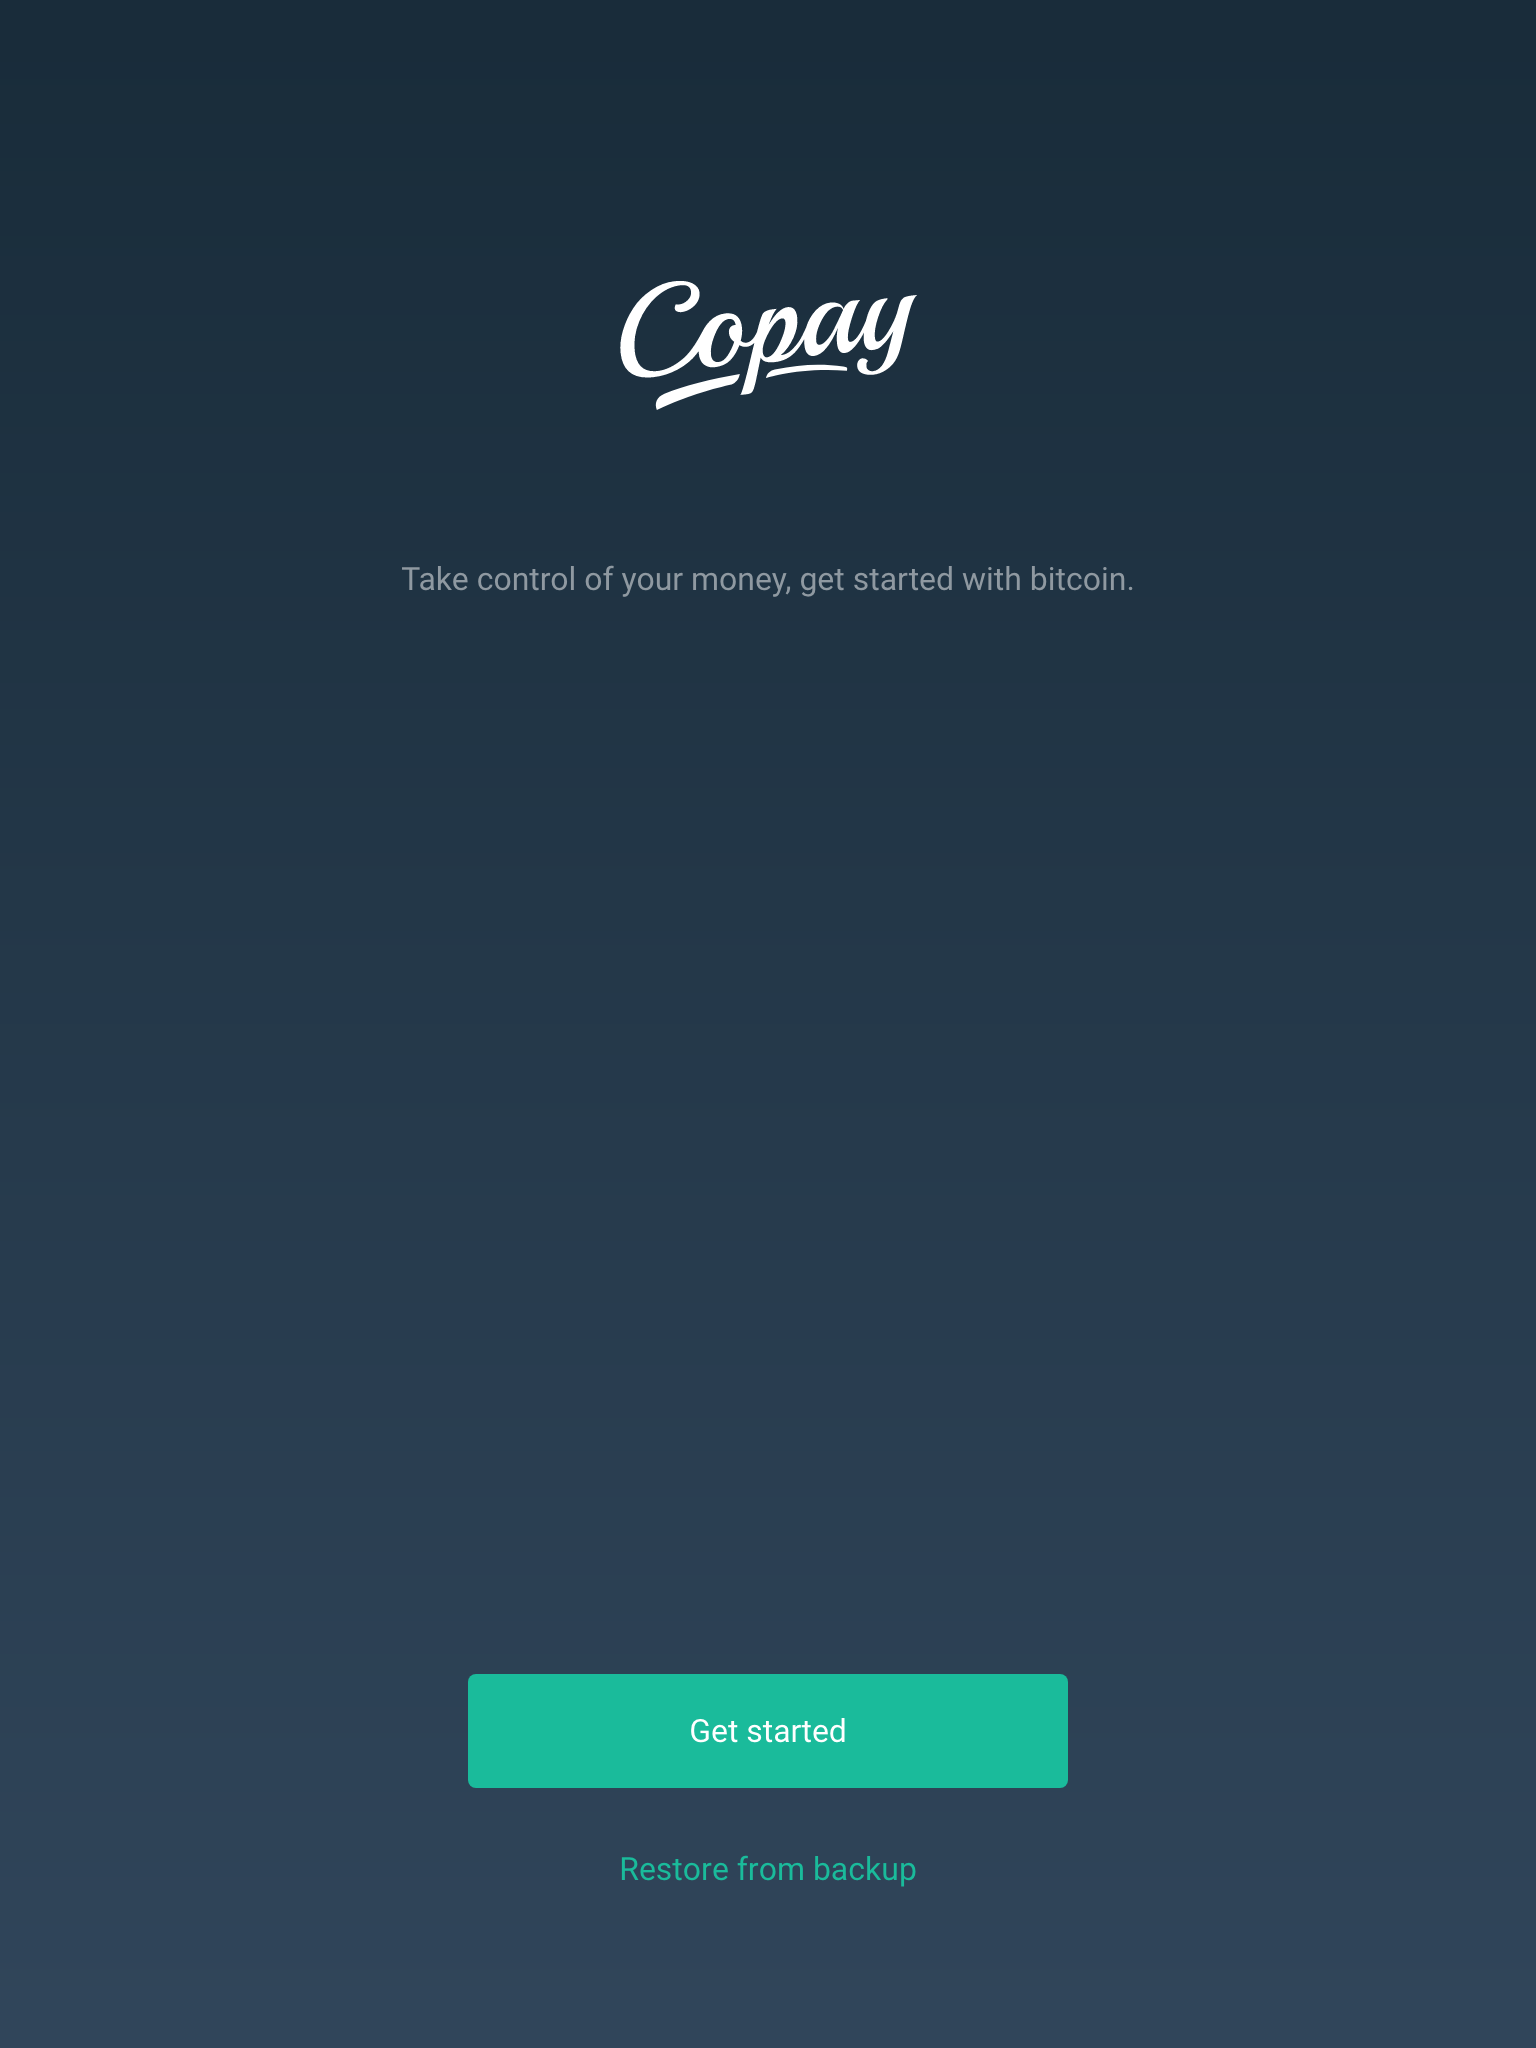 Copay
Take control of your money, get started with bitcoin.
Get started
Restore from backup